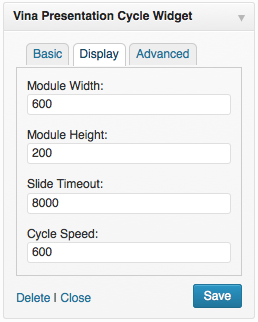 Vina Presentation Cycle Widget
Basic Display Advanced
Module Width:
600
Module Height:
200
Slide Timeout:
8000
Cycle Speed:
600
Delete | Close Save